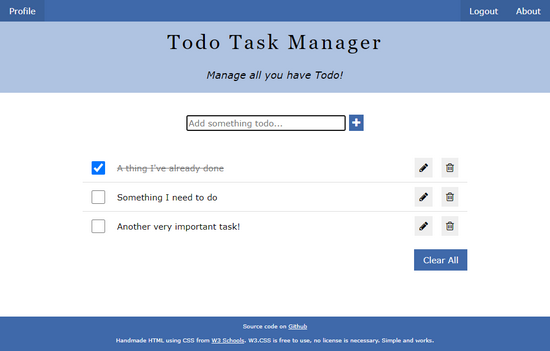 Profile Logout About
Todo Task Manager
Manage all you have Todo!
Add something todo...
A thing I've already done
Something I need to do
Another very important task!
Clear All
Source code on Github
Handmade HTML using CSS from W3 Schools. W3.CSS is free to use, no license is necessary. Simple and works.